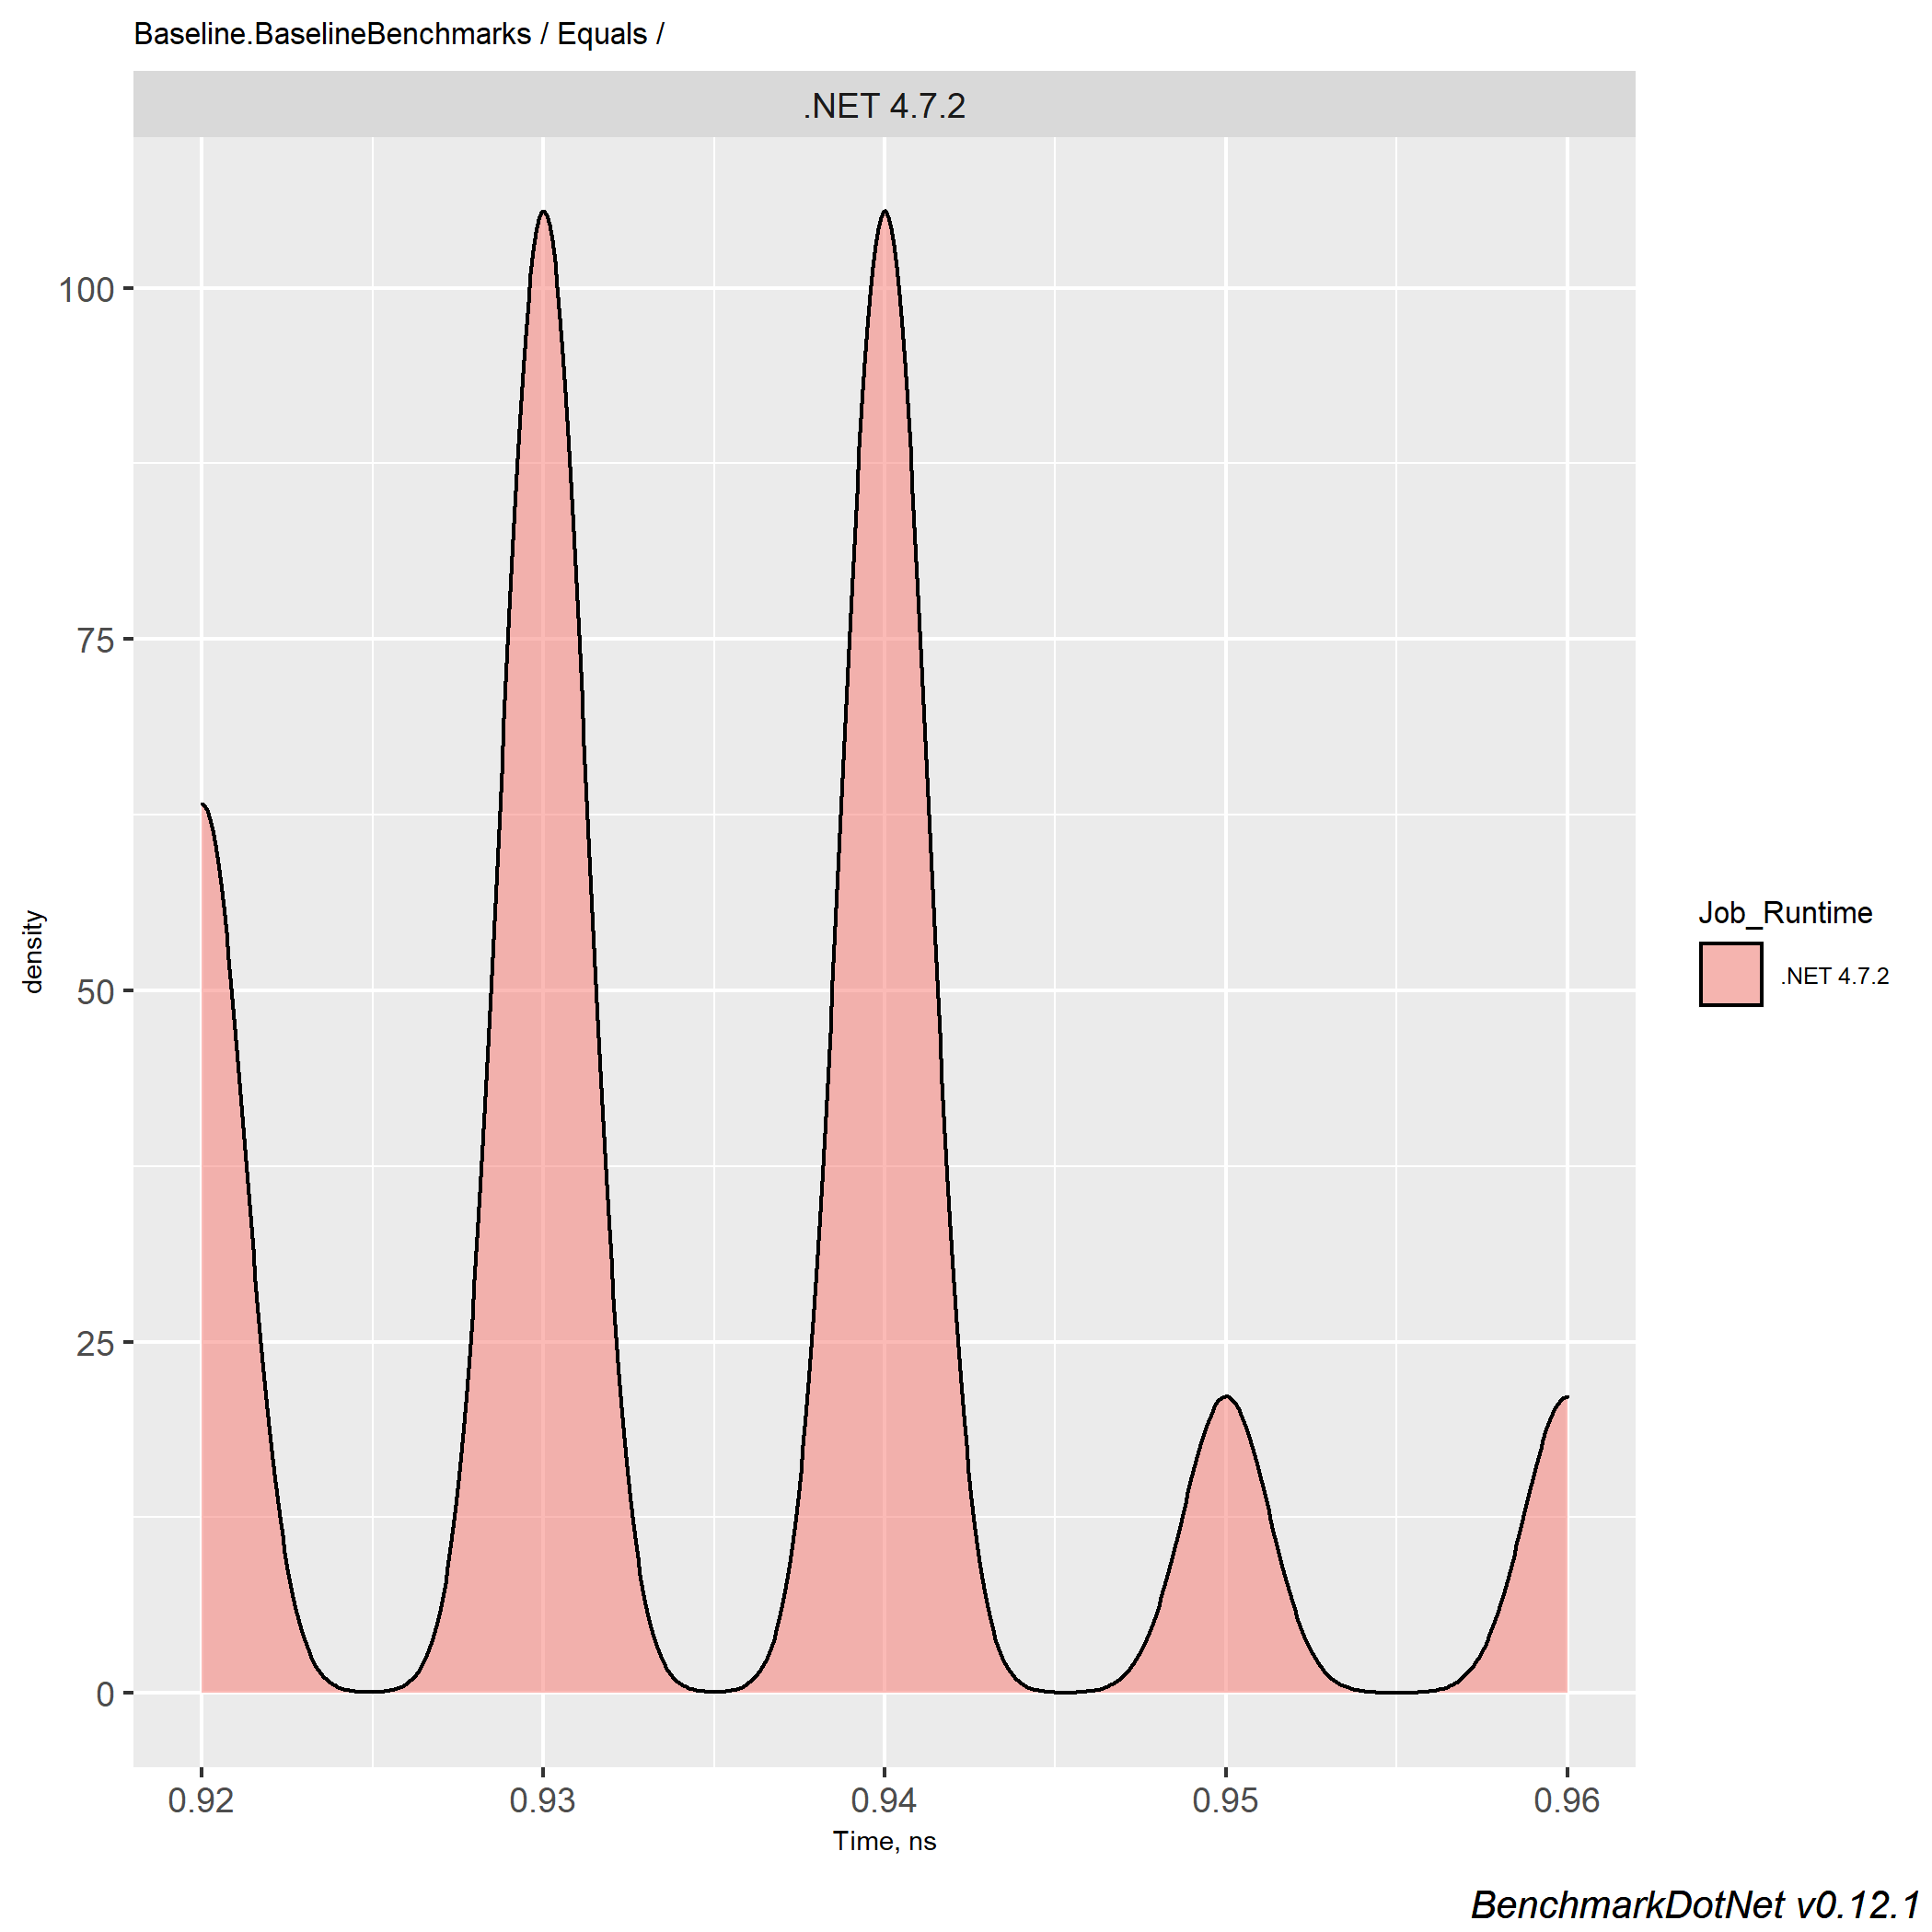 Baseline.BaselineBenchmarks / Equals /
.NET 4.7.2
100
75
50
25
0
density
0.92 0.93 0.94 0.95 0.96
Time, ns
Job_Runtime
.NET 4.7.2
BenchmarkDotNet v0.12.1